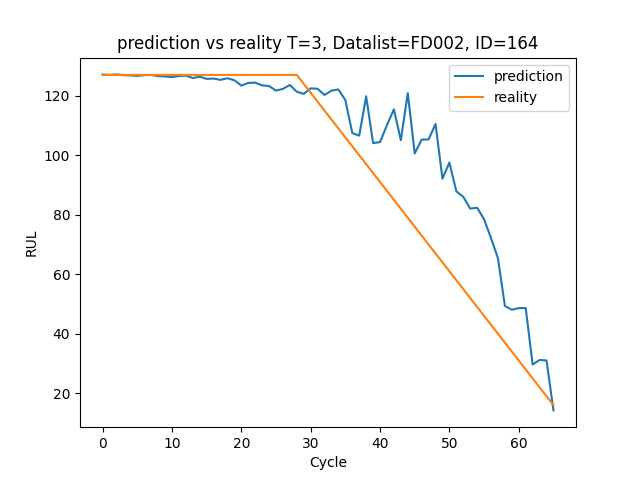 prediction vs reality T=3, Datalist=FD002, ID=164
prediction
reality
RUL
120
100
80
60
40
20
0 10 20 30 40 50 60
Cycle